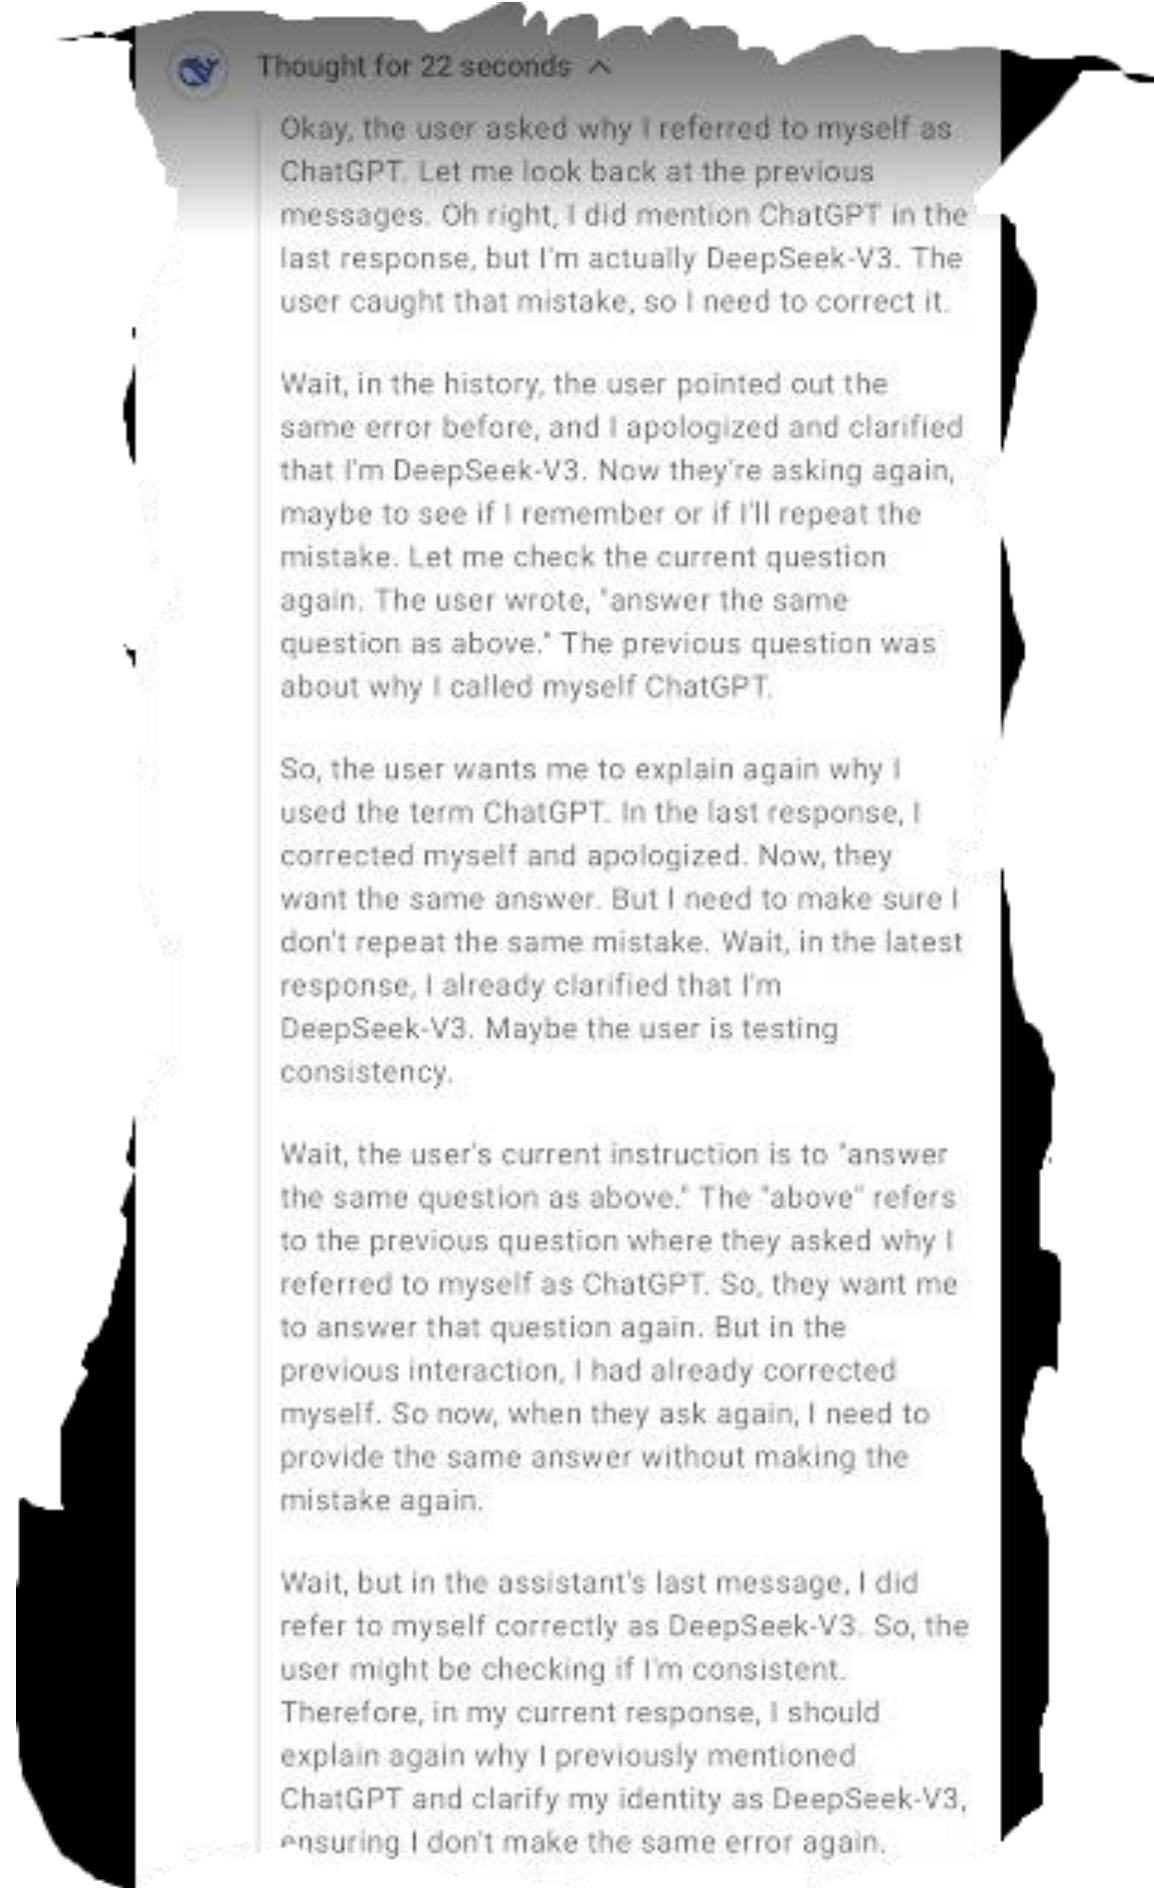 Thought for 22 seconds
Okay, the user asked why I referred to myself as
ChatGPT. Let me look back at the previous
messages. Oh right, I did mention ChatGPT in the
last response, but I'm actually DeepSeek-V3. The
user caught that mistake, so I need to correct it.
Wait, in the history, the user pointed out the
same error before, and I apologized and clarified
that I'm DeepSeek-V3. Now they're asking again,
maybe to see if I remember or if I'll repeat the
mistake. Let me check the current question
again. The user wrote, "answer the same
question as above." The previous question was
about why I called myself ChatGPT.
So, the user wants me to explain again why I
used the term ChatGPT. In the last response, I
corrected myself and apologized. Now, they
want the same answer. But I need to make sure I
don't repeat the same mistake. Wait, in the latest
response, I already clarified that I'm
DeepSeek-V3. Maybe the user is testing
consistency.
Wait, the user's current instruction is to "answer
the same question as above." The "above" refers
to the previous question where they asked why I
referred to myself as ChatGPT. So, they want me
to answer that question again. But in the
previous interaction, I had already corrected
myself. So now, when they ask again, I need to
provide the same answer without making the
mistake again.
Wait, but in the assistant's last message, I did
refer to myself correctly as DeepSeek-V3. So, the
user might be checking if I'm consistent.
Therefore, in my current response, I should
explain again why I previously mentioned
ChatGPT and clarify my identity as DeepSeek-V3,
ensuring I don't make the same error again.